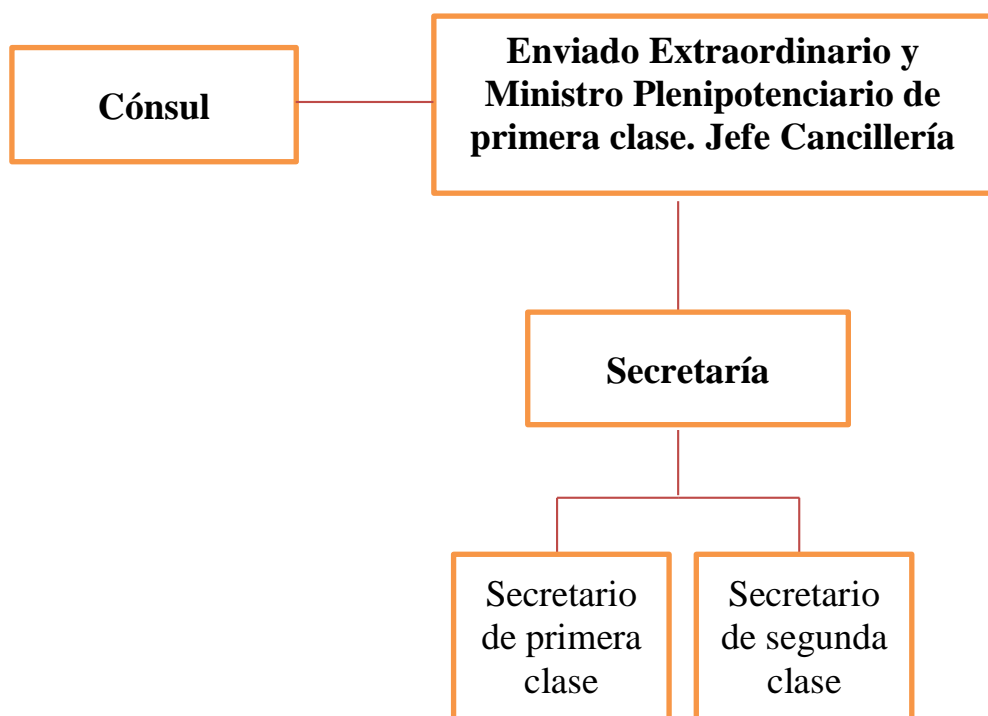 Cónsul
Enviado Extraordinario y
Ministro Plenipotenciario de
primera clase. Jefe Cancillería
Secretaría
Secretario
de primera
clase
Secretario
de segunda
clase